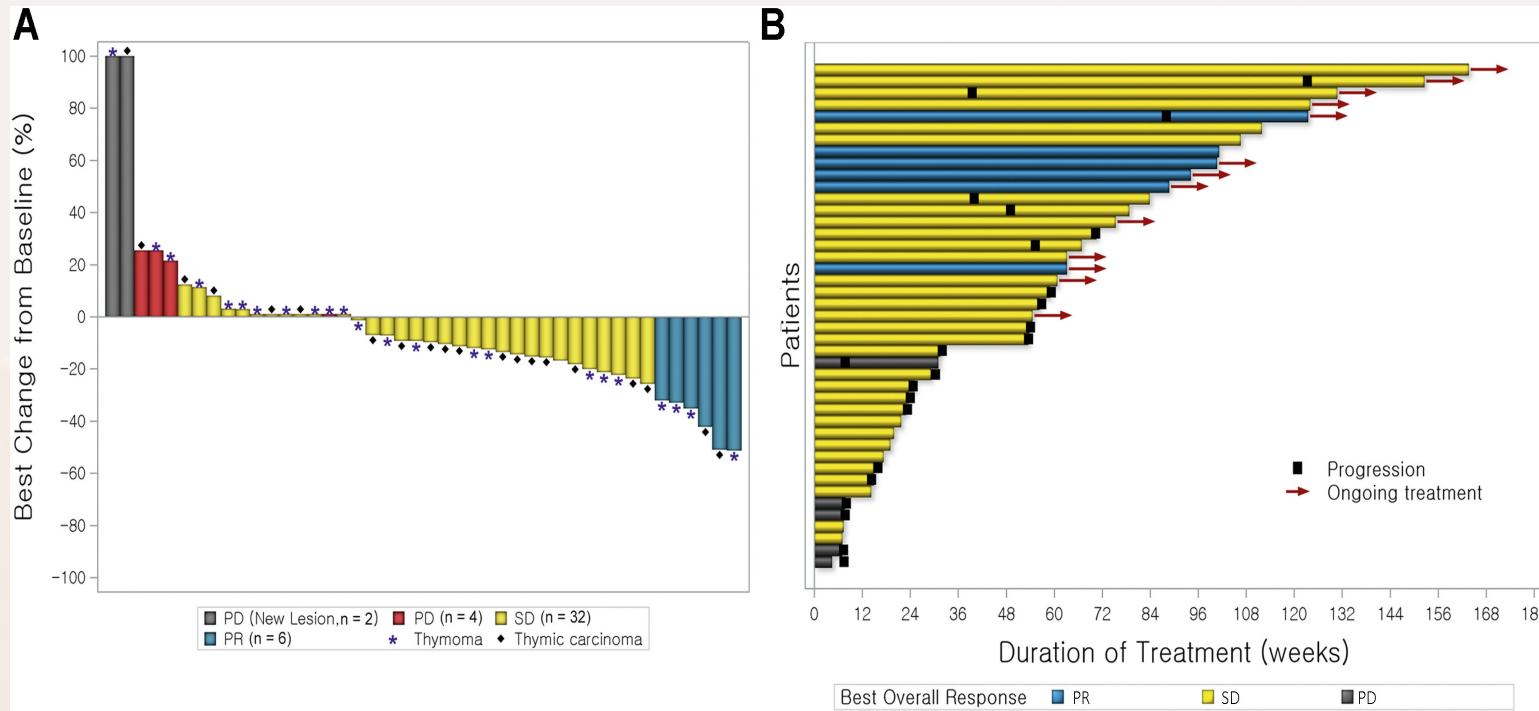 A
B
Best Change from Baseline (%)
100
80
60
40
20
0
−20
−40
−60
−80
−100
PD (New Lesion, n = 2) PD (n = 4) SD (n = 32)
PR (n = 6) * Thymoma ♦ Thymic carcinoma
Patients
Progression
Ongoing treatment
0 12 24 36 48 60 72 84 96 108 120 132 144 156 168 18
Duration of Treatment (weeks)
Best Overall Response PR SD PD